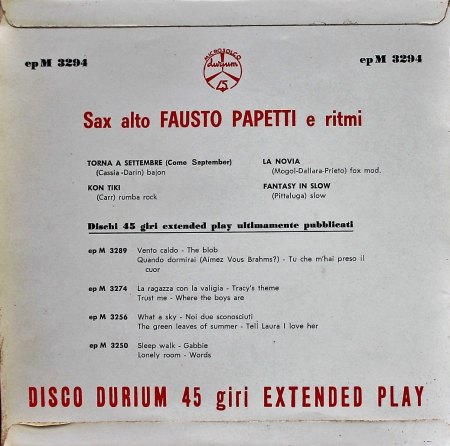 ep M 3294
MICROSOLCO
durium
45
ep M 3294
Sax alto FAUSTO PAPETTI e ritmi
TORNA A SETTEMBRE (Come September)
(Cassia-Darin) bajon
KON TIKI
(Carr) rumba rock
LA NOVIA
(Mogol-Dallara-Prieto) fox mod.
FANTASY IN SLOW
(Pittaluga) slow
Dischi 45 giri extended play ultimamente pubblicati
ep M 3289 Vento caldo - The blob
Quando dormirai (Aimez Vous Brahms?) - Tu che m'hai preso il
cuor
ep M 3274 La ragazza con la valigia - Tracy's theme
Trust me - Where the boys are
ep M 3256 What a sky - Noi due sconosciuti
The green leaves of summer - Tell Laura I love her
ep M 3250 Sleep walk - Gabbie
Lonely room - Words
DISCO DURIUM 45 giri EXTENDED PLAY